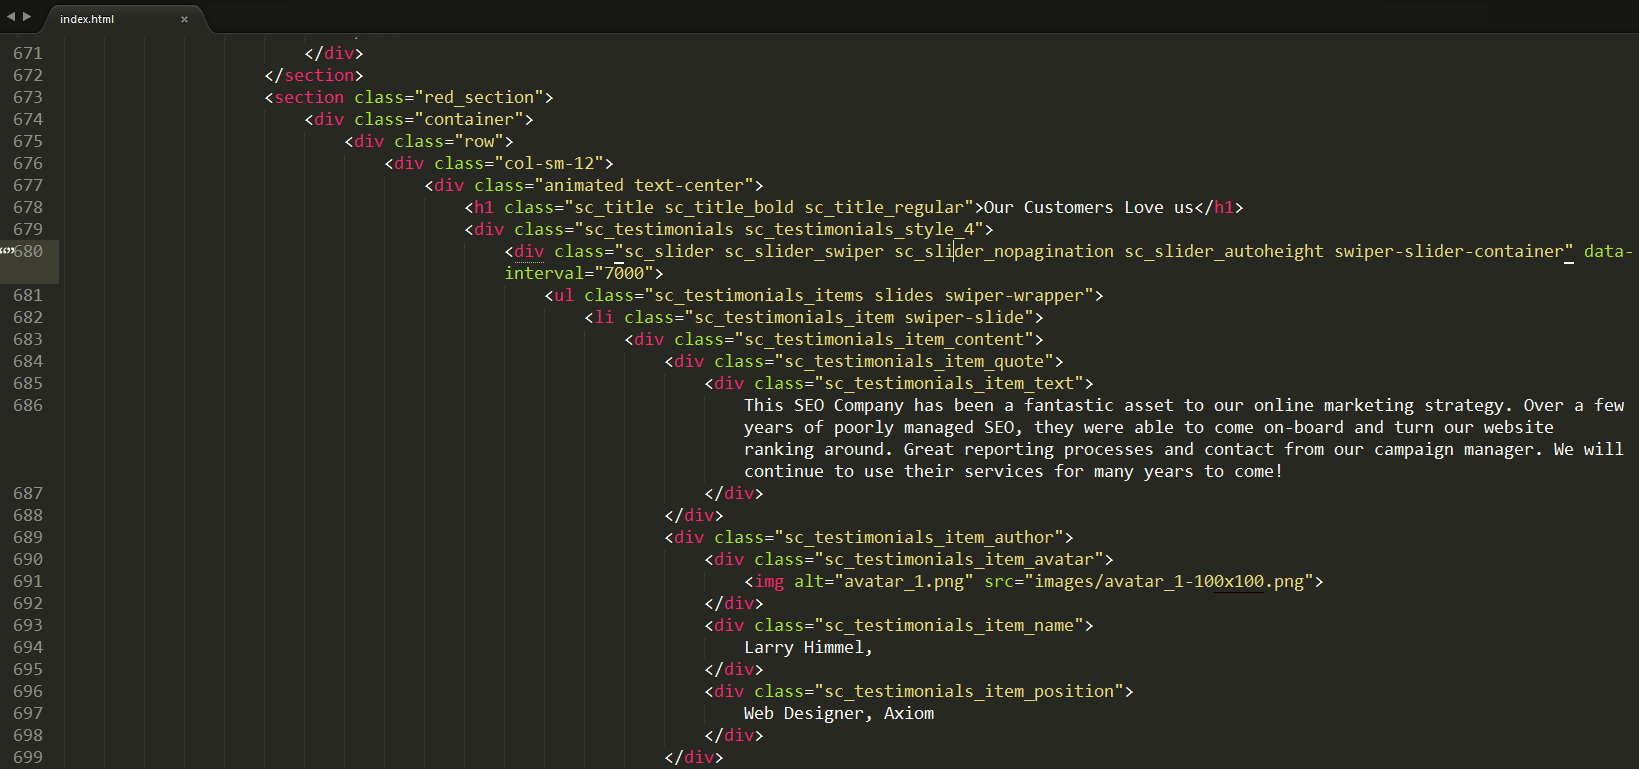 index.html ×
671 </div>
672 </section>
673 <section class="red_section">
674 <div class="container">
675 <div class="row">
676 <div class="col-sm-12">
677 <div class="animated text-center">
678 <h1 class="sc_title sc_title_bold sc_title_regular">Our Customers Love us</h1>
679 <div class="sc_testimonials sc_testimonials_style_4">
“”680 <div class="sc_slider sc_slider_swiper sc_slider_nopagination sc_slider_autoheight swiper-slider-container" data-
interval="7000">
681 <ul class="sc_testimonials_items slides swiper-wrapper">
682 <li class="sc_testimonials_item swiper-slide">
683 <div class="sc_testimonials_item_content">
684 <div class="sc_testimonials_item_quote">
685 <div class="sc_testimonials_item_text">
686 This SEO Company has been a fantastic asset to our online marketing strategy. Over a few
years of poorly managed SEO, they were able to come on-board and turn our website
ranking around. Great reporting processes and contact from our campaign manager. We will
continue to use their services for many years to come!
687 </div>
688 </div>
689 <div class="sc_testimonials_item_author">
690 <div class="sc_testimonials_item_avatar">
691 <img alt="avatar_1.png" src="images/avatar_1-100x100.png">
692 </div>
693 <div class="sc_testimonials_item_name">
694 Larry Himmel,
695 </div>
696 <div class="sc_testimonials_item_position">
697 Web Designer, Axiom
698 </div>
699 </div>